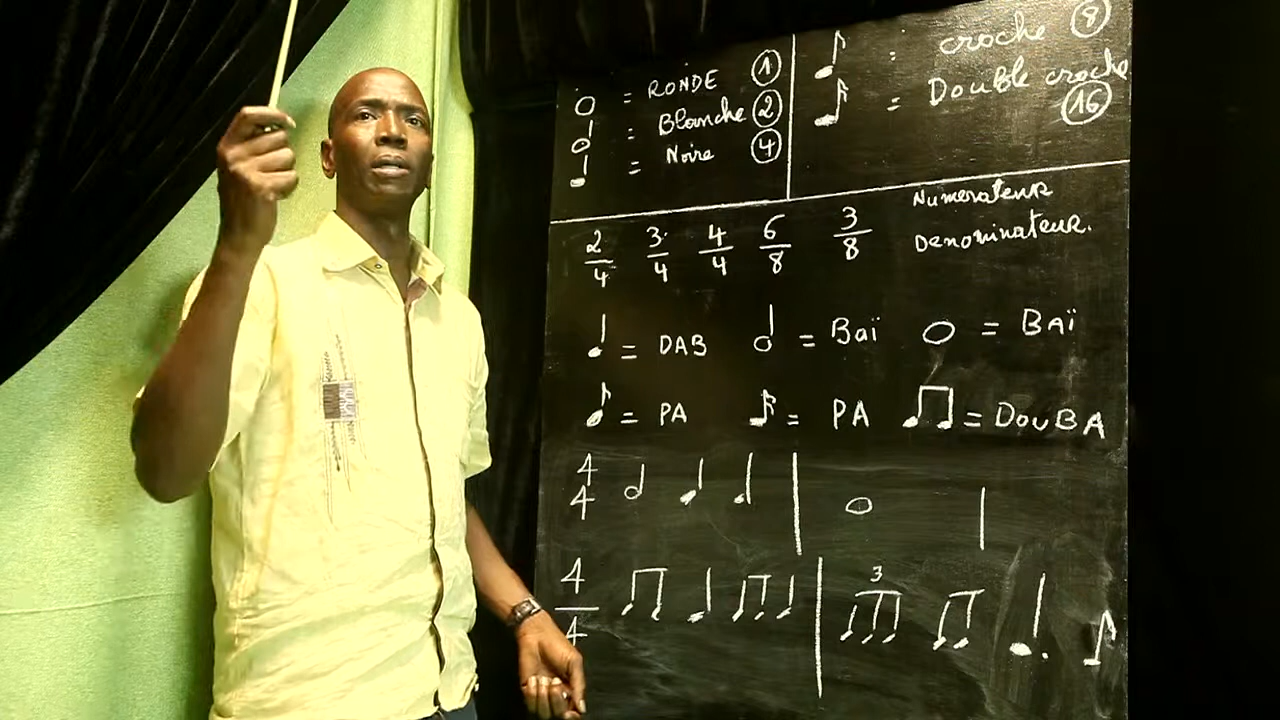 = RONDE 1
= Blanche 2
= Noire 4
: croche 8
= Double croche
16
2/4 3/4 4/4 6/8 3/8
Numerateur
Denominateur.
= DAB = Baï = BAÏ
= PA = PA = DOUBA
4/4
4/4 3